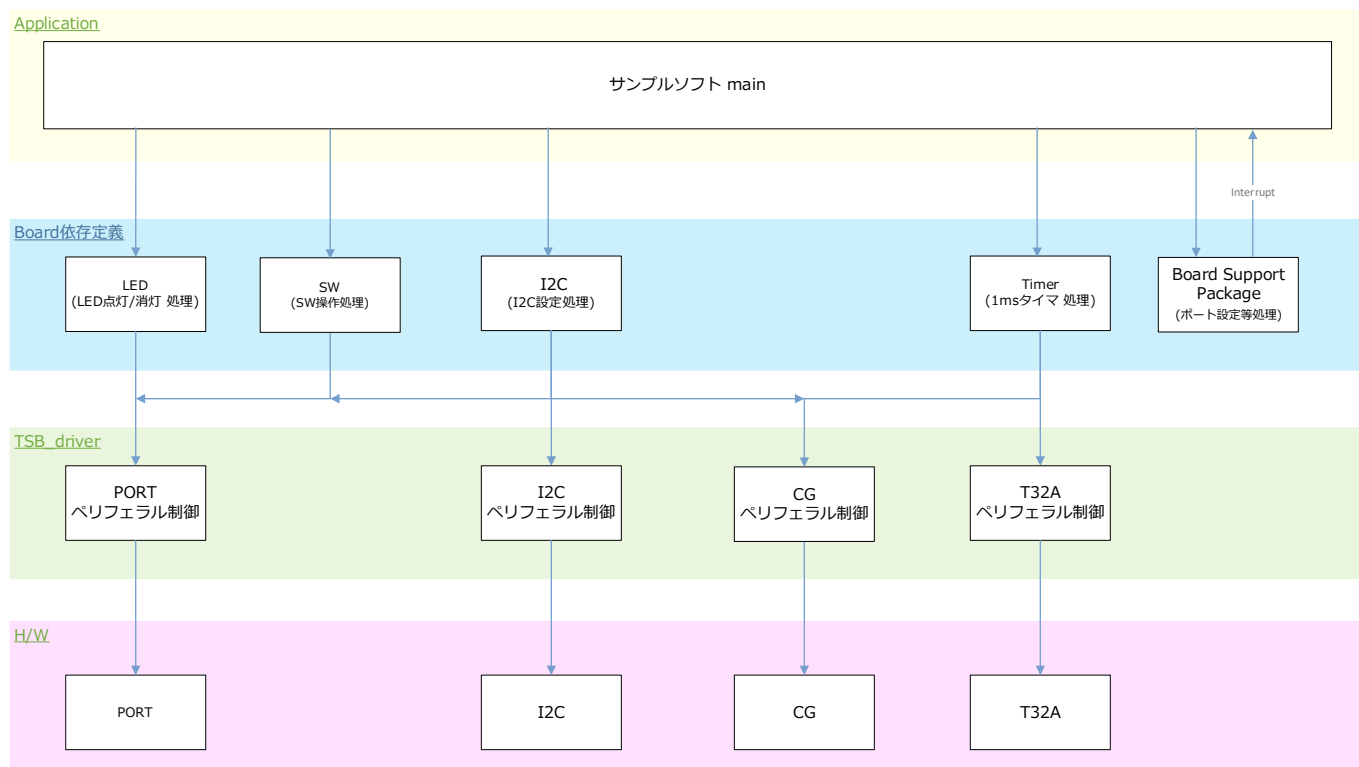 Application
サンプルソフト main
Interrupt
Board依存定義
LED
(LED点灯/消灯 処理)
SW
(SW操作処理)
I2C
(I2C設定処理)
Timer
(1msタイマ 処理)
Board Support
Package
(ポート設定等処理)
TSB_driver
PORT
ペリフェラル制御
I2C
ペリフェラル制御
CG
ペリフェラル制御
T32A
ペリフェラル制御
H/W
PORT
I2C
CG
T32A